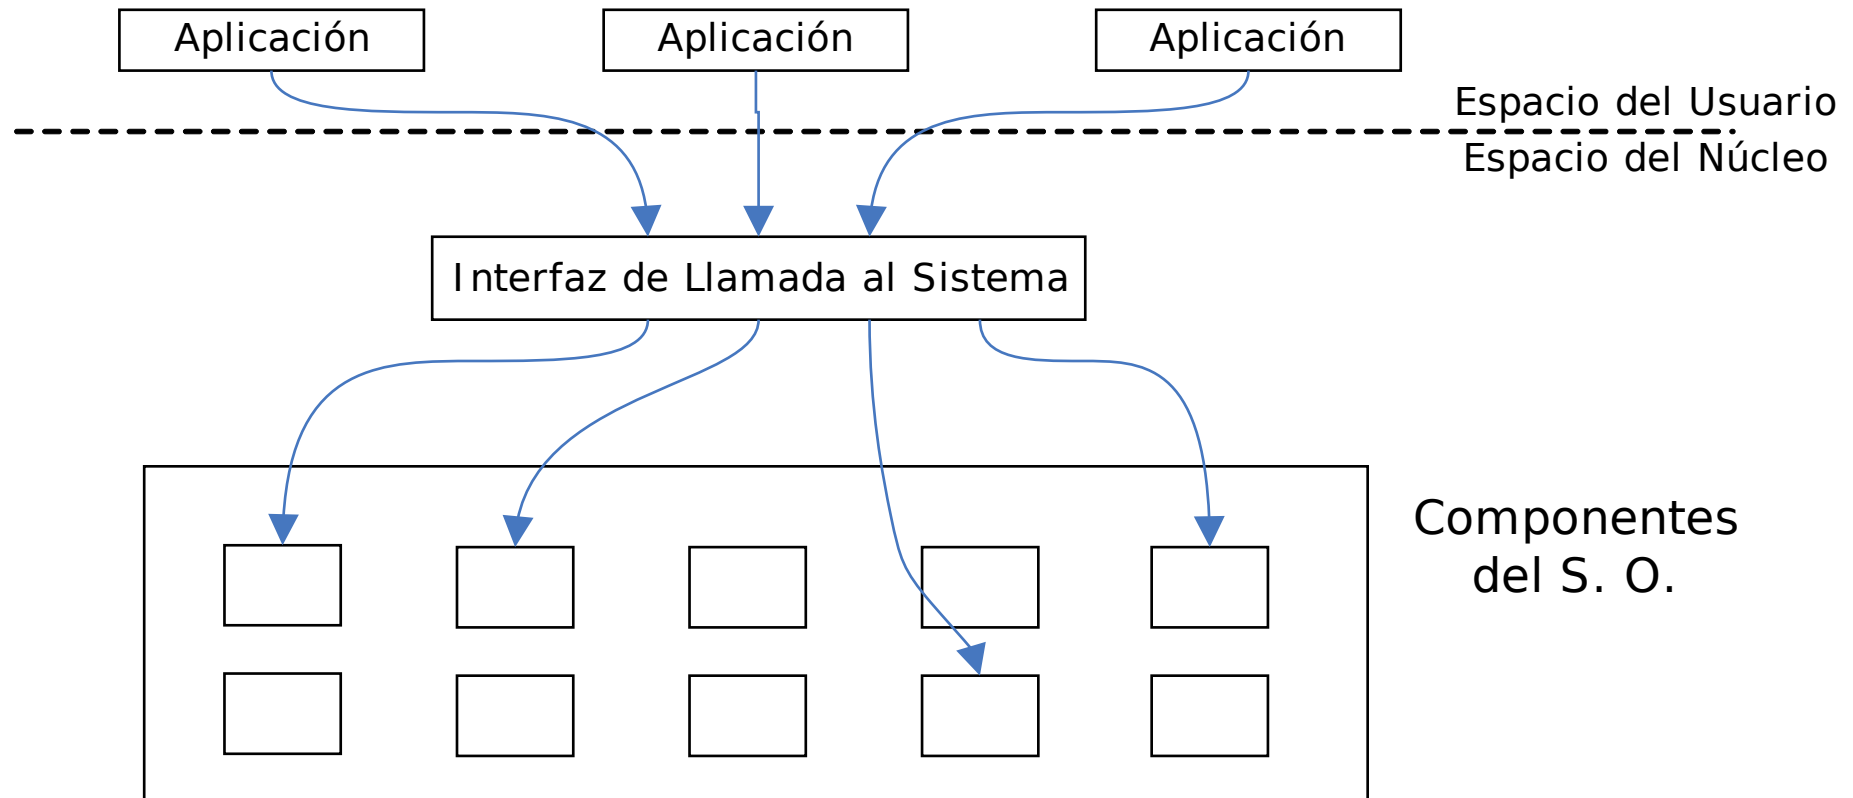 Aplicación
Aplicación
Aplicación
Espacio del Usuario
Espacio del Núcleo
Interfaz de Llamada al Sistema
Componentes
del S. O.